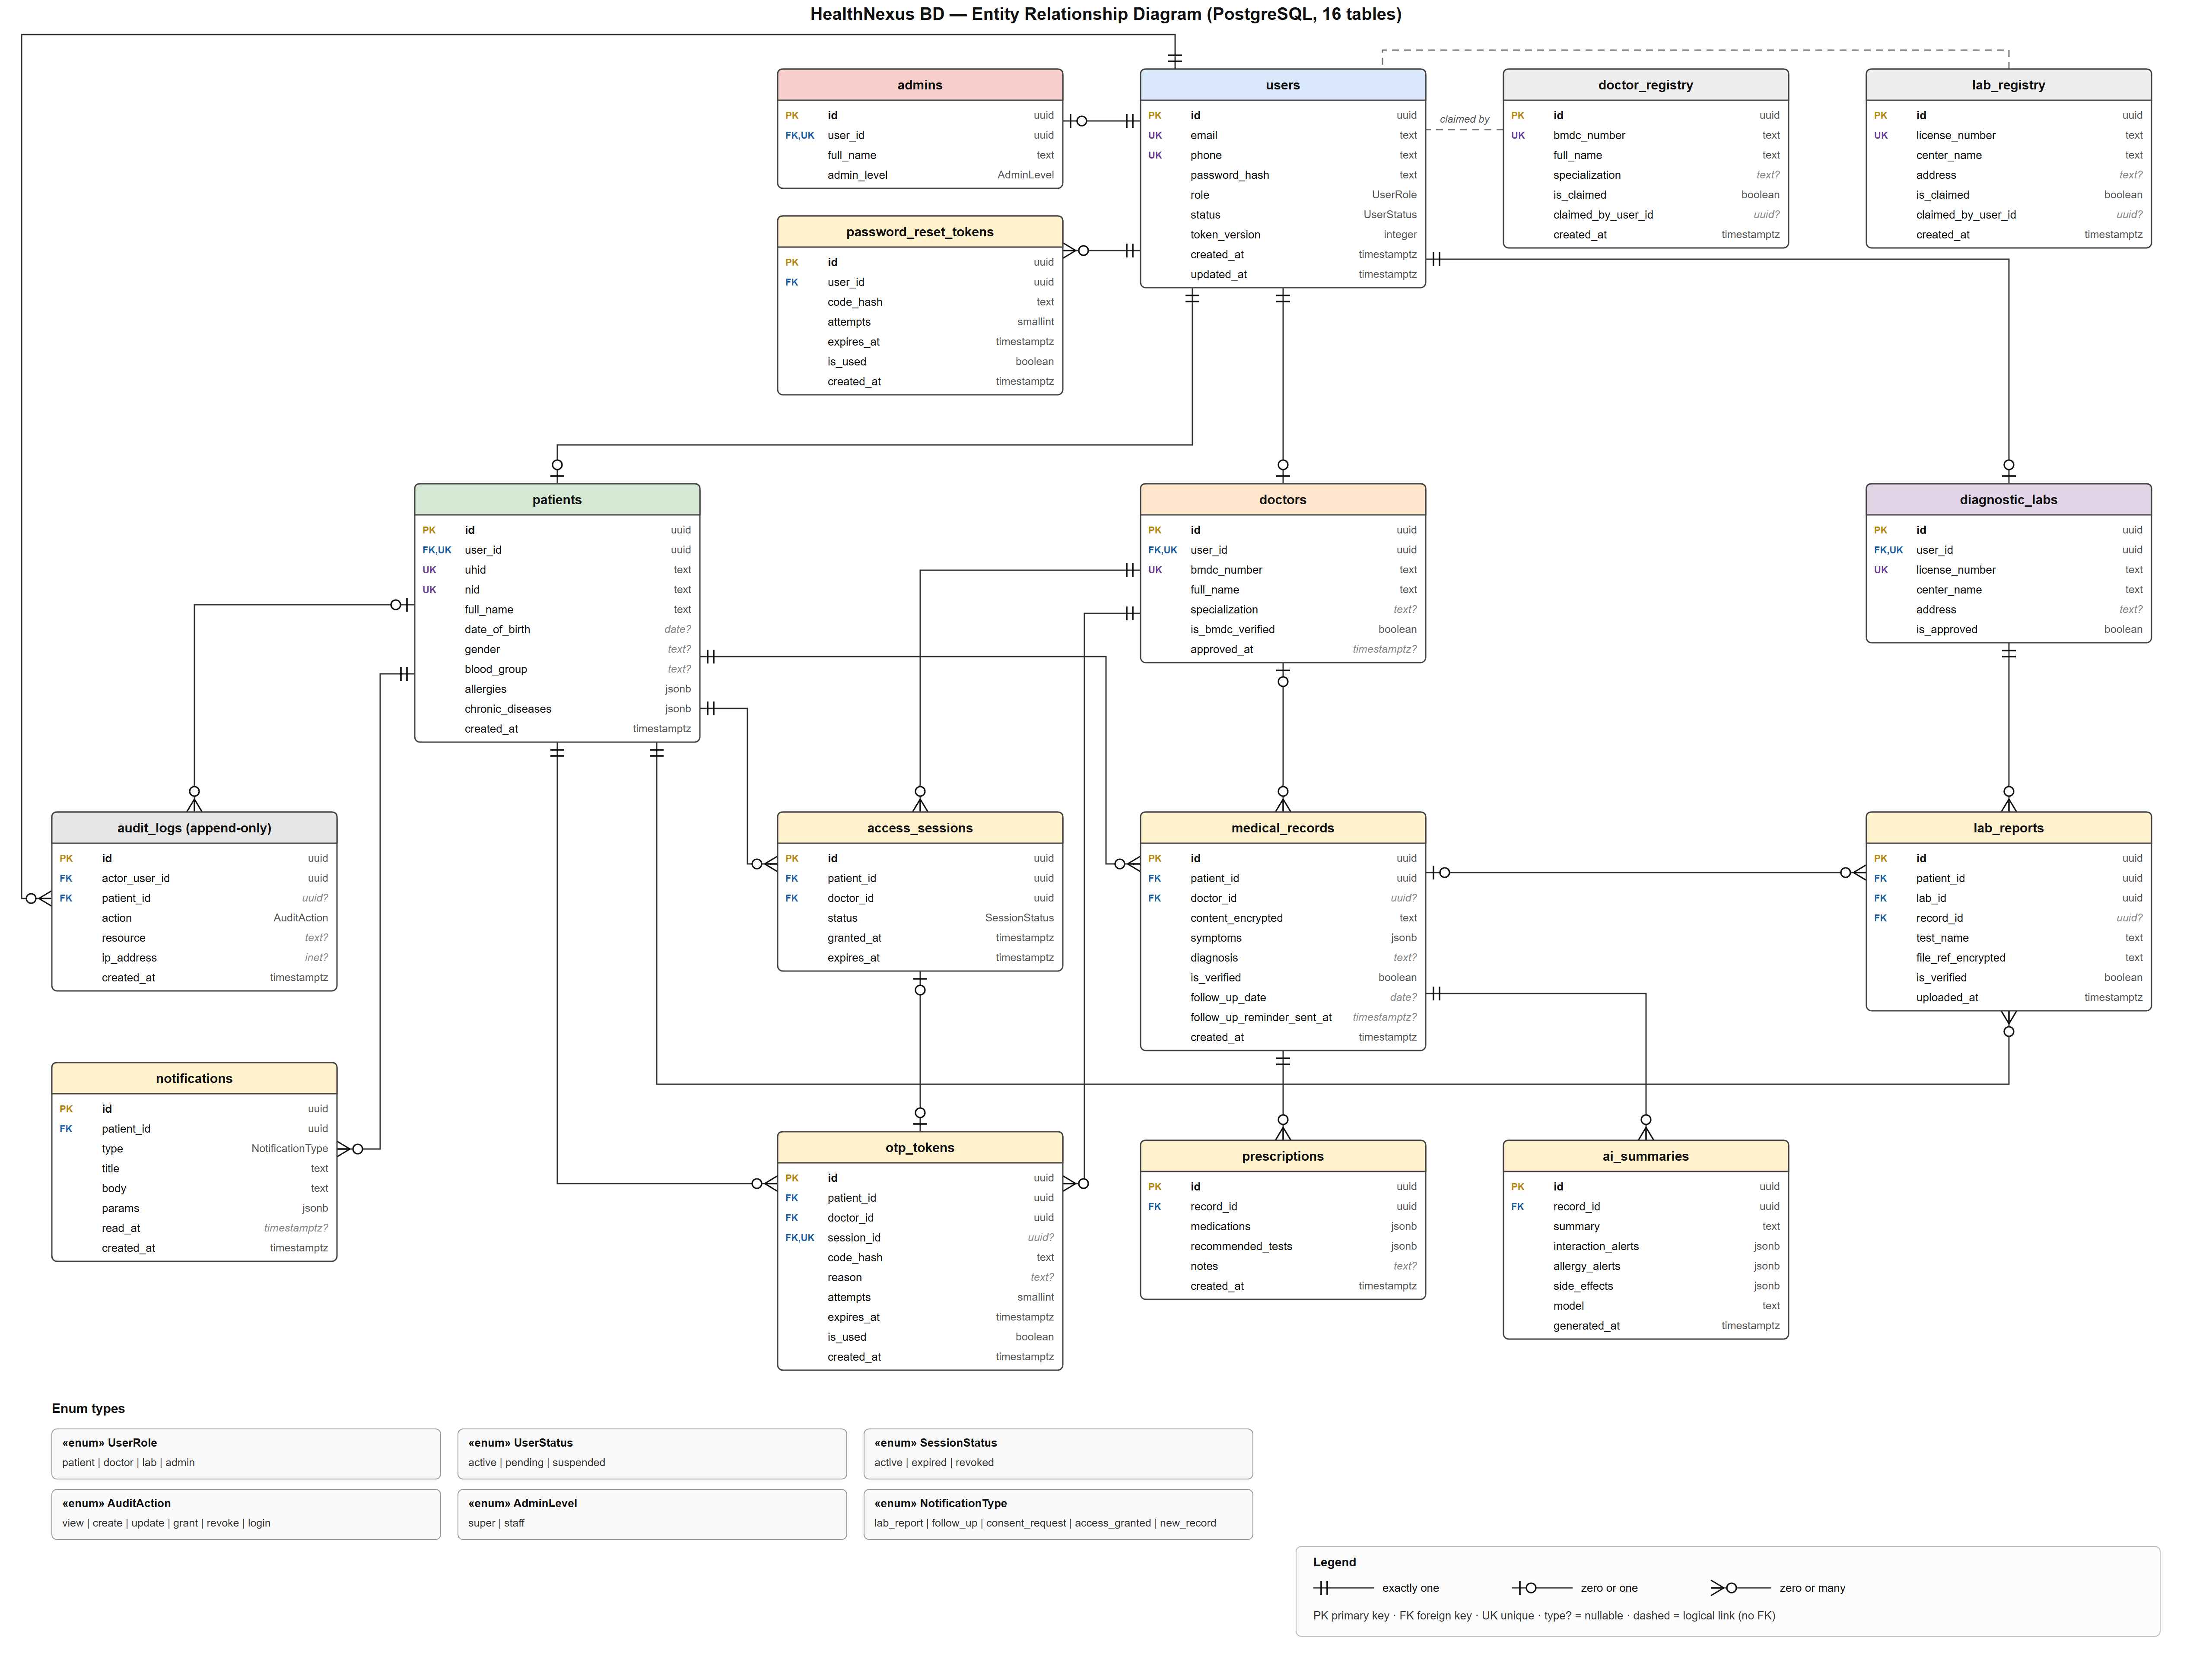 HealthNexus BD — Entity Relationship Diagram (PostgreSQL, 16 tables)
admins
PK id uuid
FK,UK user_id uuid
full_name text
admin_level AdminLevel
users
PK id uuid
UK email text
UK phone text
password_hash text
role UserRole
status UserStatus
token_version integer
created_at timestamptz
updated_at timestamptz
claimed by
doctor_registry
PK id uuid
UK bmdc_number text
full_name text
specialization text?
is_claimed boolean
claimed_by_user_id uuid?
created_at timestamptz
lab_registry
PK id uuid
UK license_number text
center_name text
address text?
is_claimed boolean
claimed_by_user_id uuid?
created_at timestamptz
password_reset_tokens
PK id uuid
FK user_id uuid
code_hash text
attempts smallint
expires_at timestamptz
is_used boolean
created_at timestamptz
patients
PK id uuid
FK,UK user_id uuid
UK uhid text
UK nid text
full_name text
date_of_birth date?
gender text?
blood_group text?
allergies jsonb
chronic_diseases jsonb
created_at timestamptz
doctors
PK id uuid
FK,UK user_id uuid
UK bmdc_number text
full_name text
specialization text?
is_bmdc_verified boolean
approved_at timestamptz?
diagnostic_labs
PK id uuid
FK,UK user_id uuid
UK license_number text
center_name text
address text?
is_approved boolean
audit_logs (append-only)
PK id uuid
FK actor_user_id uuid
FK patient_id uuid?
action AuditAction
resource text?
ip_address inet?
created_at timestamptz
access_sessions
PK id uuid
FK patient_id uuid
FK doctor_id uuid
status SessionStatus
granted_at timestamptz
expires_at timestamptz
medical_records
PK id uuid
FK patient_id uuid
FK doctor_id uuid?
content_encrypted text
symptoms jsonb
diagnosis text?
is_verified boolean
follow_up_date date?
follow_up_reminder_sent_at timestamptz?
created_at timestamptz
lab_reports
PK id uuid
FK patient_id uuid
FK lab_id uuid
FK record_id uuid?
test_name text
file_ref_encrypted text
is_verified boolean
uploaded_at timestamptz
notifications
PK id uuid
FK patient_id uuid
type NotificationType
title text
body text
params jsonb
read_at timestamptz?
created_at timestamptz
otp_tokens
PK id uuid
FK patient_id uuid
FK doctor_id uuid
FK,UK session_id uuid?
code_hash text
reason text?
attempts smallint
expires_at timestamptz
is_used boolean
created_at timestamptz
prescriptions
PK id uuid
FK record_id uuid
medications jsonb
recommended_tests jsonb
notes text?
created_at timestamptz
ai_summaries
PK id uuid
FK record_id uuid
summary text
interaction_alerts jsonb
allergy_alerts jsonb
side_effects jsonb
model text
generated_at timestamptz
Enum types
«enum» UserRole
patient | doctor | lab | admin
«enum» UserStatus
active | pending | suspended
«enum» SessionStatus
active | expired | revoked
«enum» AuditAction
view | create | update | grant | revoke | login
«enum» AdminLevel
super | staff
«enum» NotificationType
lab_report | follow_up | consent_request | access_granted | new_record
Legend
exactly one
zero or one
zero or many
PK primary key · FK foreign key · UK unique · type? = nullable · dashed = logical link (no FK)